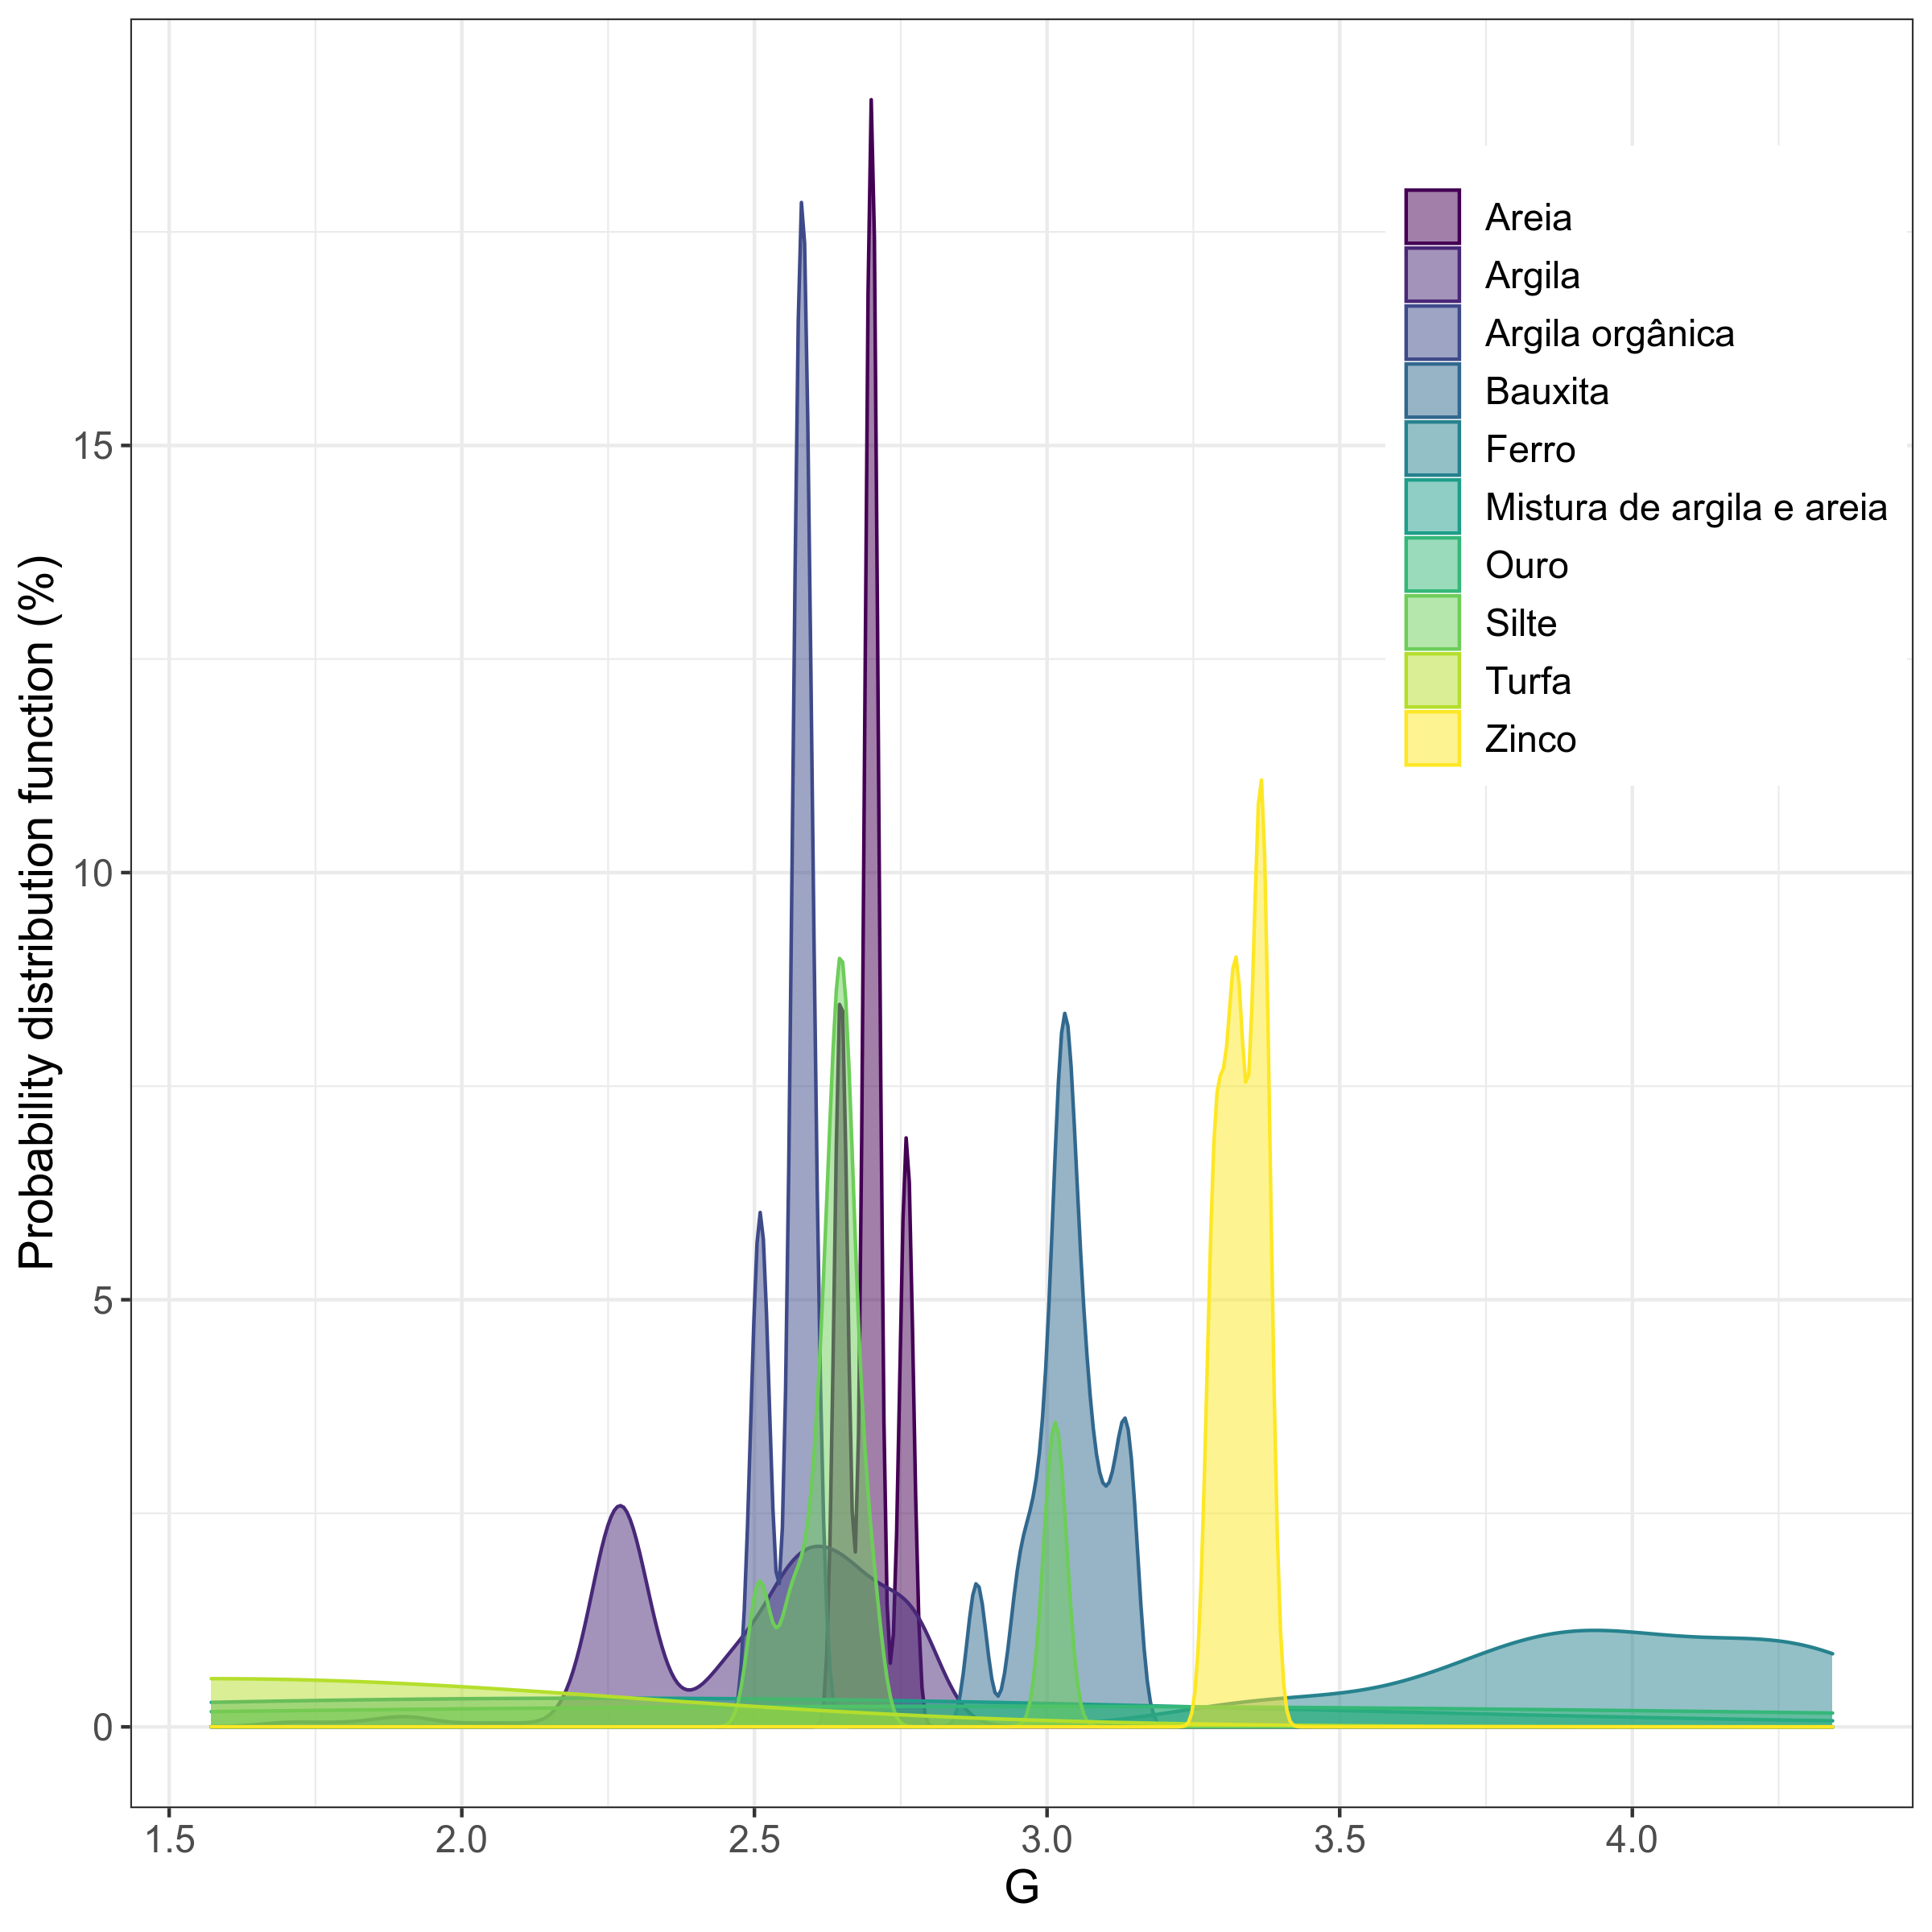 Probability distribution function (%)
15
10
5
0
1.5
2.0
2.5
3.0
3.5
4.0
G
Areia
Argila
Argila orgânica
Bauxita
Ferro
Mistura de argila e areia
Ouro
Silte
Turfa
Zinco